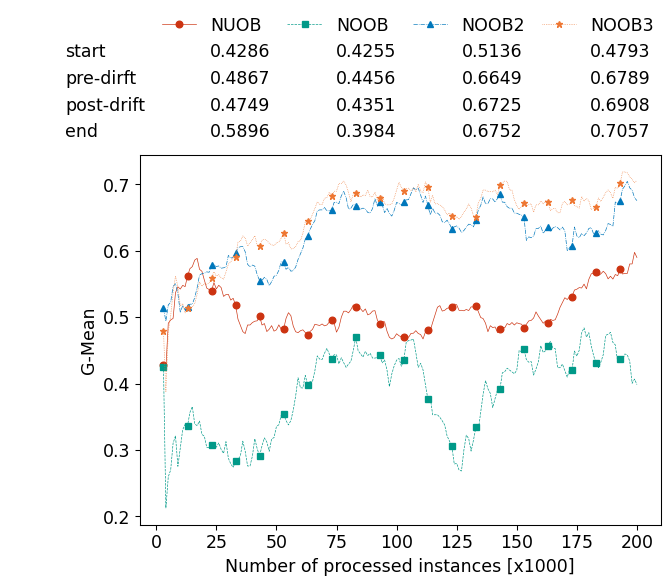 NUOB NOOB NOOB2 NOOB3
start 0.4286 0.4255 0.5136 0.4793
pre-dirft 0.4867 0.4456 0.6649 0.6789
post-drift 0.4749 0.4351 0.6725 0.6908
end 0.5896 0.3984 0.6752 0.7057
0.7
0.6
0.5
0.4
0.3
0.2
G-Mean
0 25 50 75 100 125 150 175 200
Number of processed instances [x1000]